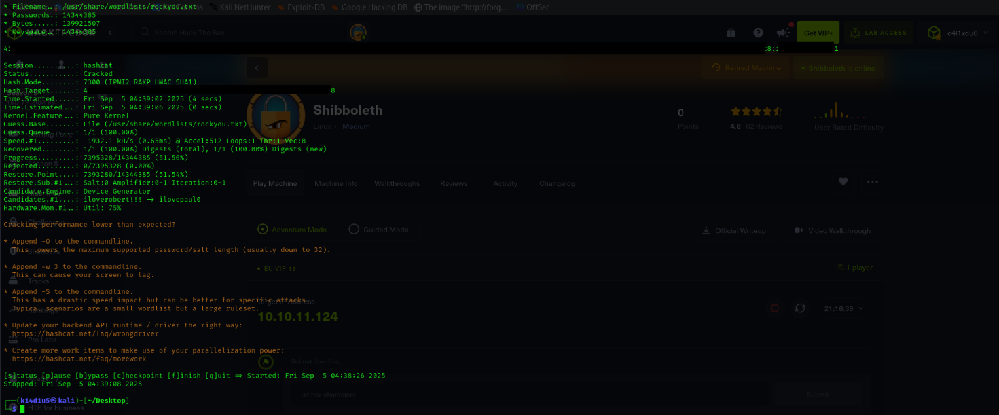 * Filename..: /usr/share/wordlists/rockyou.txt
Kali NetHunter Exploit-DB Google Hacking DB The image "http://forg... OffSec
* Passwords.: 14344385
* Bytes.....: 139921507
* Keyspace..: 14344385
Search Hack The Box
Get VIP+ LAB ACCESS c4l1xdu0
8:i 1
Session..........: hashcat
Status...........: Cracked
Hash.Mode........: 7300 (IPMI2 RAKP HMAC-SHA1)
Hash.Target......: 4 8
Time.Started.....: Fri Sep  5 04:39:02 2025 (4 secs)
Time.Estimated...: Fri Sep  5 04:39:06 2025 (0 secs)
Kernel.Feature...: Pure Kernel
Guess.Base.......: File (/usr/share/wordlists/rockyou.txt)
Guess.Queue......: 1/1 (100.00%)
Speed.#1.........:  1932.1 kH/s (0.65ms) @ Accel:512 Loops:1 Thr:1 Vec:8
Recovered........: 1/1 (100.00%) Digests (total), 1/1 (100.00%) Digests (new)
Progress.........: 7395328/14344385 (51.56%)
Rejected.........: 0/7395328 (0.00%)
Restore.Point....: 7393280/14344385 (51.54%)
Restore.Sub.#1...: Salt:0 Amplifier:0-1 Iteration:0-1
Candidate.Engine.: Device Generator
Candidates.#1....: iloverobert!!! -> ilovepaul0
Hardware.Mon.#1..: Util: 75%
Retired Machine
Shibboleth is online
Shibboleth
Linux · Medium
0
Points
4.8 62 Reviews
User Rated Difficulty
Play Machine Machine Info Walkthroughs Reviews Activity Changelog
Cracking performance lower than expected?
Adventure Mode Guided Mode Official Writeup Video Walkthrough
* Append -O to the commandline.
This lowers the maximum supported password/salt length (usually down to 32).
* Append -w 3 to the commandline.
This can cause your screen to lag.
EU VIP 18 1 player
Tracks
* Append -S to the commandline.
This has a drastic speed impact but can be better for specific attacks.
Typical scenarios are a small wordlist but a large ruleset.
10.10.11.124 21:16:39
* Update your backend API runtime / driver the right way:
https://hashcat.net/faq/wrongdriver
Pro Labs
* Create more work items to make use of your parallelization power:
https://hashcat.net/faq/morework
Submit User Flag
[s]tatus [p]ause [b]ypass [c]heckpoint [f]inish [q]uit => Started: Fri Sep  5 04:38:26 2025
Stopped: Fri Sep  5 04:39:08 2025
32 hex characters Submit
(k14d1u5㉿kali)-[~/Desktop]
$
HTB for Business